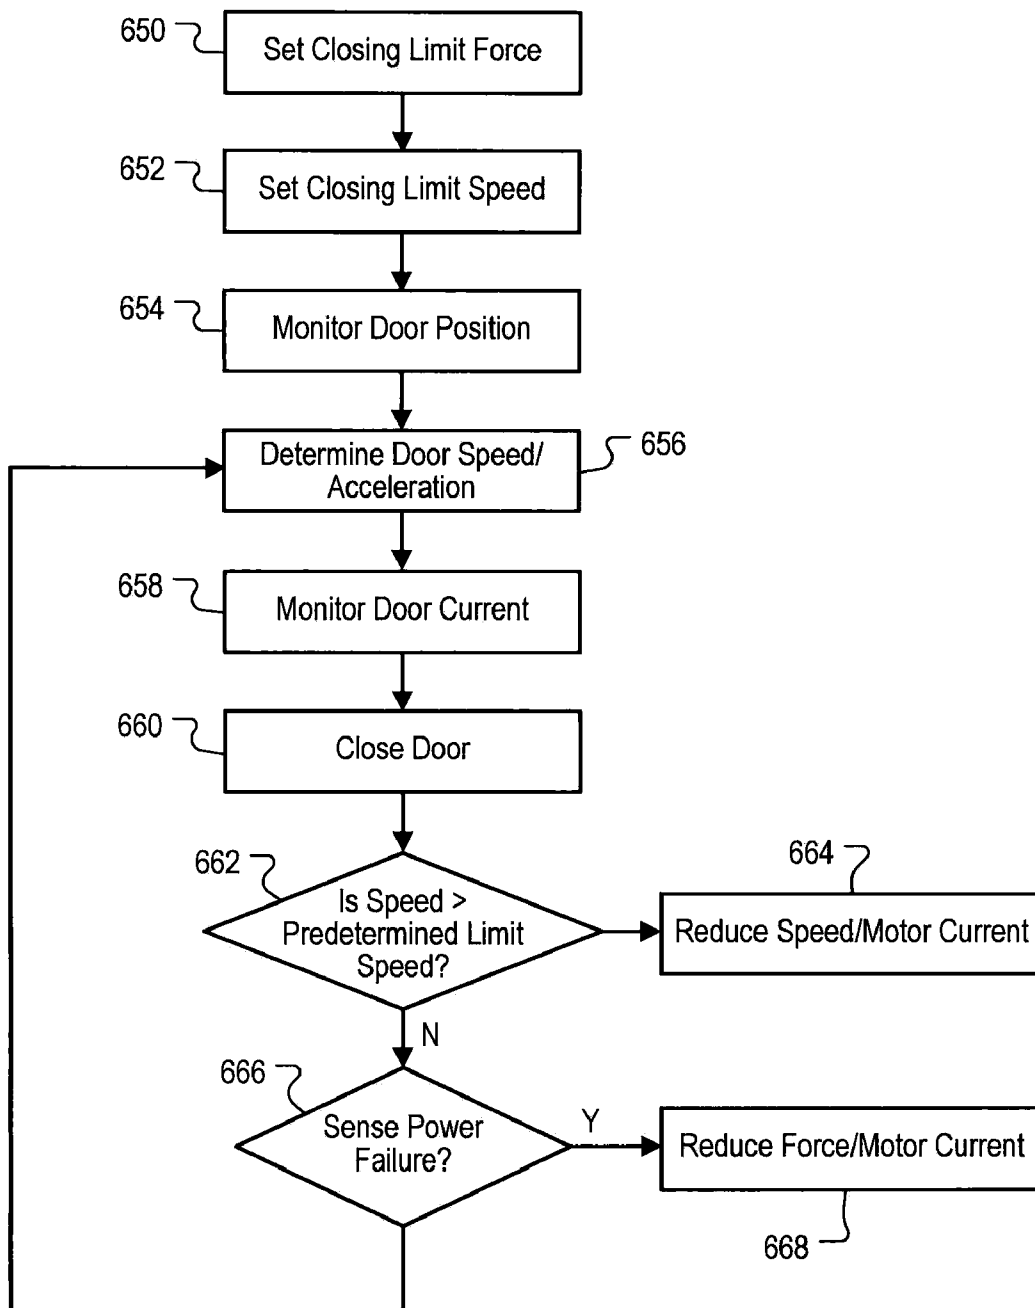 650
Set Closing Limit Force
652
Set Closing Limit Speed
654
Monitor Door Position
Determine Door Speed/
Acceleration
656
658
Monitor Door Current
660
Close Door
662
Is Speed >
Predetermined Limit
Speed?
664
Reduce Speed/Motor Current
N
666
Sense Power
Failure?
Y
Reduce Force/Motor Current
668